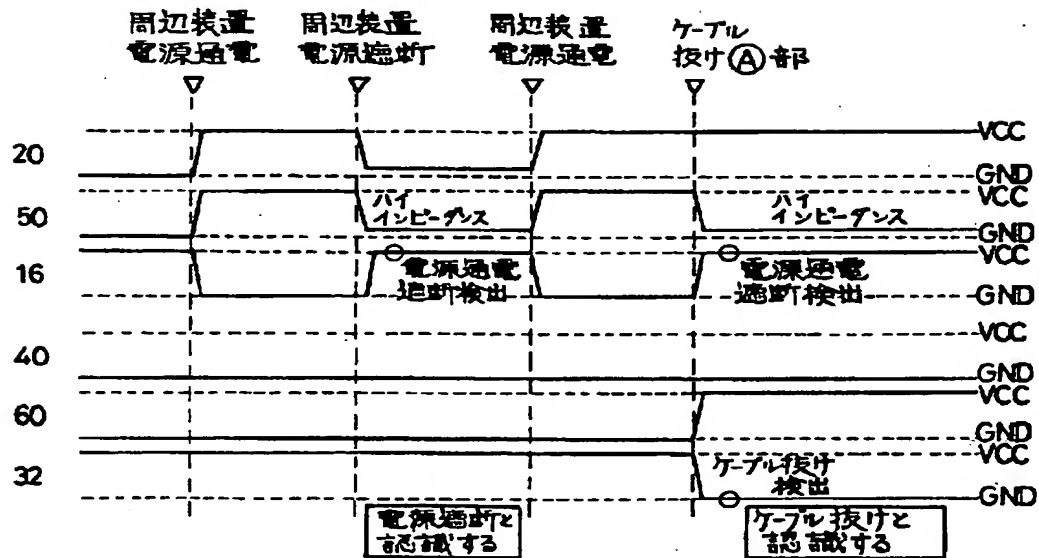 周辺装置
電源通電
周辺装置
電源遮断
周辺装置
電源通電
ケーブル
抜けⒶ部
20
VCC
GND
50
VCC
ハイ
インピーダンス
ハイ
インピーダンス
GND
16
VCC
電源通電
遮断検出
電源通電
遮断検出
GND
40
VCC
GND
60
VCC
GND
32
VCC
ケーブル抜け
検出
GND
電源遮断と
認識する
ケーブル抜けと
認識する